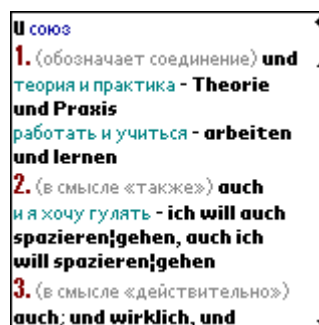 и союз
1. (обозначает соединение) und
теория и практика - Theorie
und Praxis
работать и учиться - arbeiten
und lernen
2. (в смысле «также») auch
и я хочу гулять - ich will auch
spazieren¦gehen, auch ich
will spazieren¦gehen
3. (в смысле «действительно»)
auch; und wirklich, und